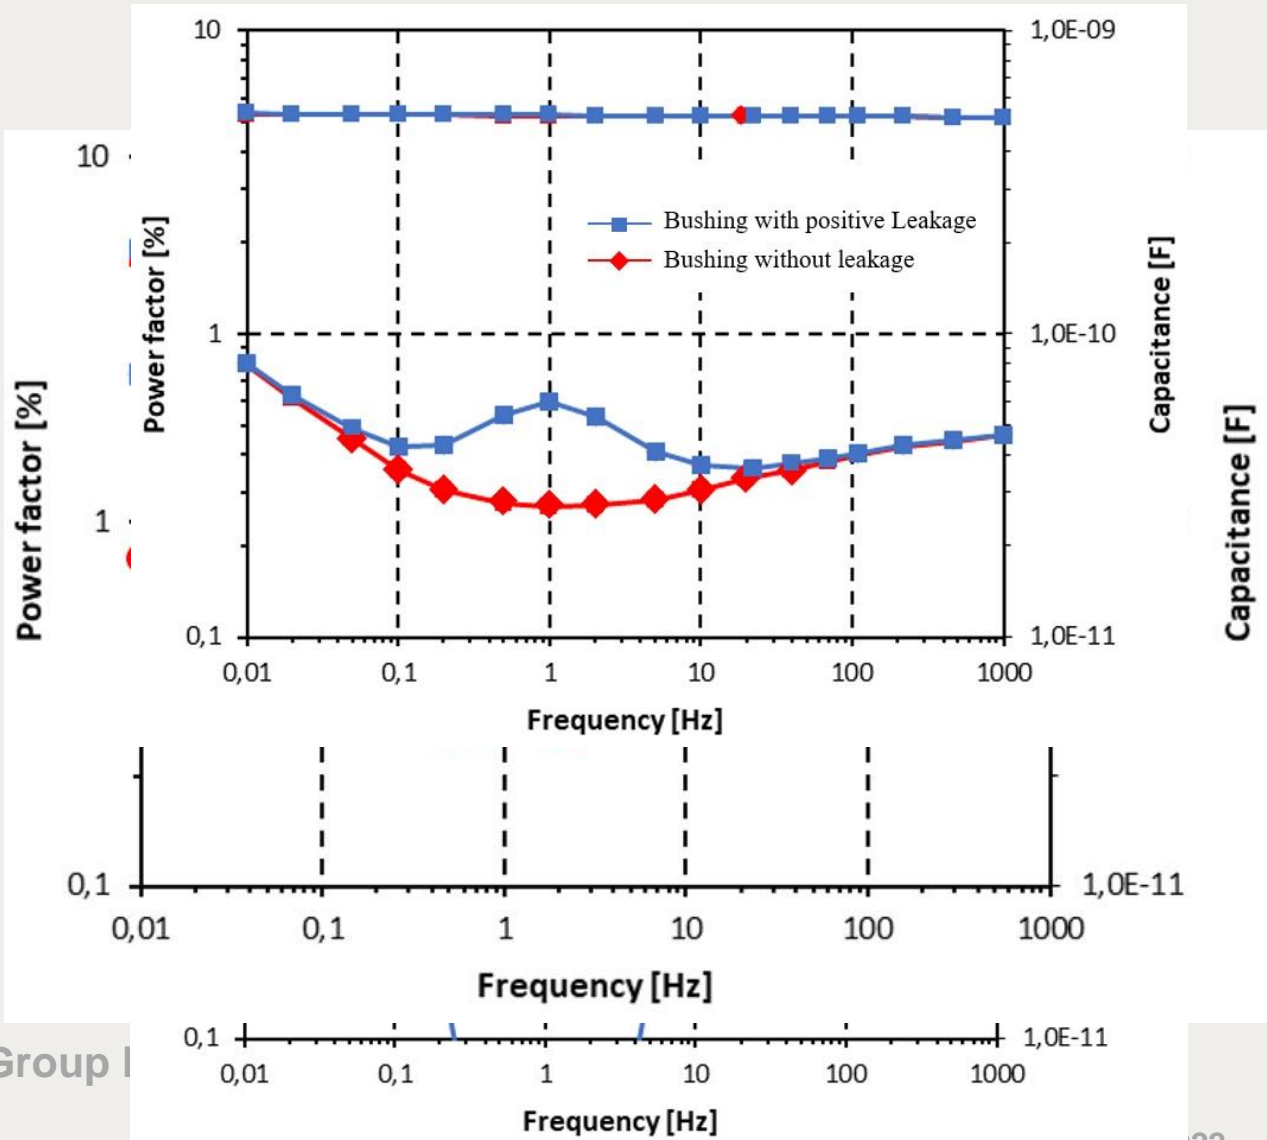 10
1,0E-09
10
Power factor [%]
Bushing with positive Leakage
Bushing without leakage
Capacitance [F]
1
1,0E-10
Power factor [%]
1
Capacitance [F]
0,1
1,0E-11
0,01 0,1 1 10 100 1000
Frequency [Hz]
0,1
1,0E-11
0,01 0,1 1 10 100 1000
Frequency [Hz]
0,1
1,0E-11
Group
0,01 0,1 1 10 100 1000
Frequency [Hz]